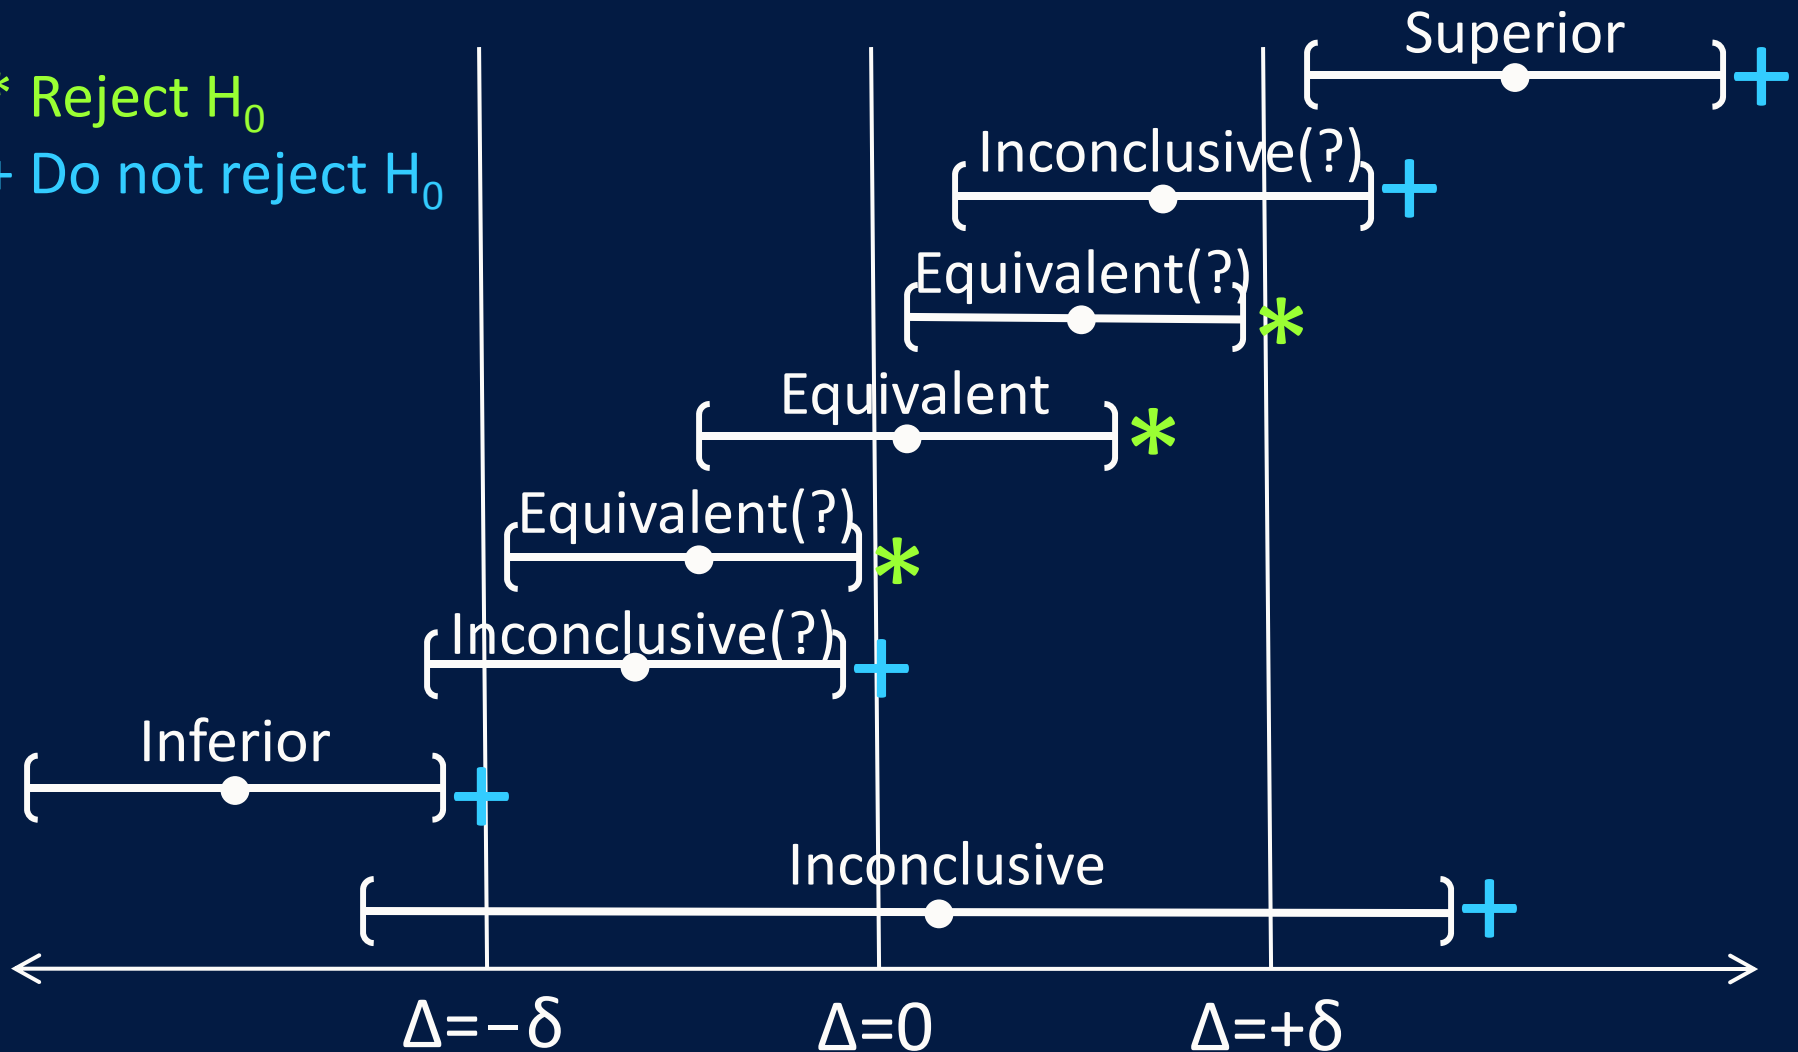 Superior
* Reject H₀
+ Do not reject H₀
Inconclusive(?)
Equivalent(?)
Equivalent
Equivalent(?)
Inconclusive(?)
Inferior
Inconclusive
Δ=−δ Δ=0 Δ=+δ